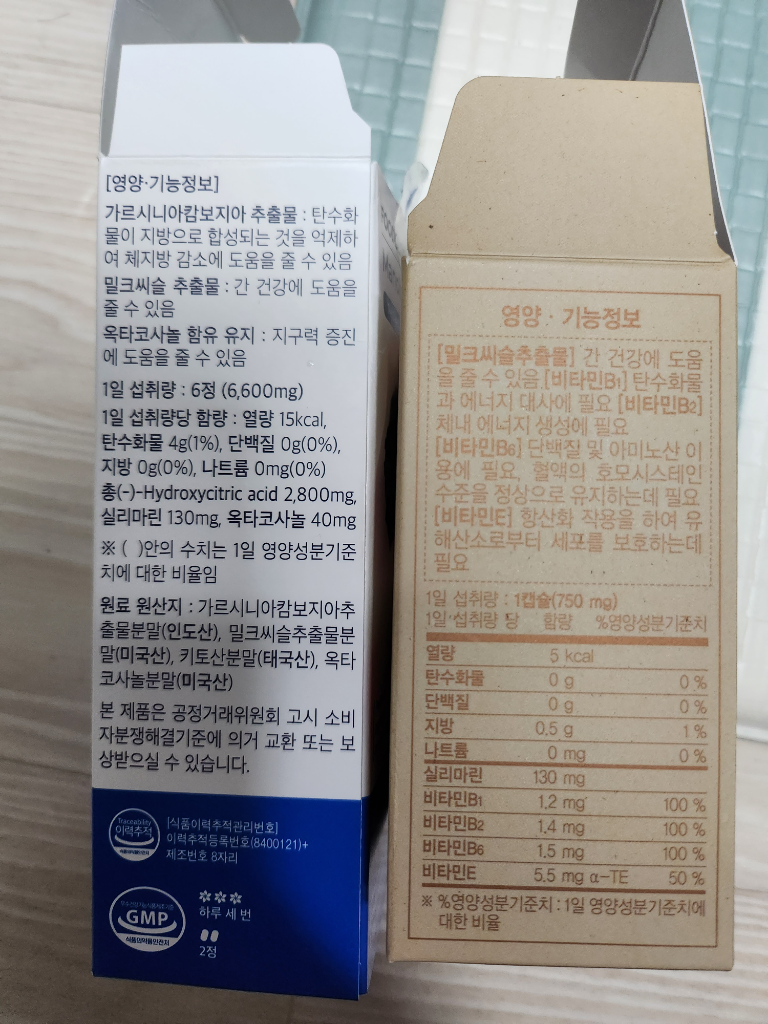 [영양·기능정보]
가르시니아캄보지아 추출물 : 탄수화
물이 지방으로 합성되는 것을 억제하
여 체지방 감소에 도움을 줄 수 있음
밀크씨슬 추출물 : 간 건강에 도움을
줄 수 있음
옥타코사놀 함유 유지 : 지구력 증진
에 도움을 줄 수 있음
1일 섭취량 : 6정 (6,600mg)
1일 섭취량당 함량 : 열량 15kcal,
탄수화물 4g(1%), 단백질 0g(0%),
지방 0g(0%), 나트륨 0mg(0%)
총(-)-Hydroxycitric acid 2,800mg,
실리마린 130mg, 옥타코사놀 40mg
※ ( )안의 수치는 1일 영양성분기준
치에 대한 비율임
원료 원산지 : 가르시니아캄보지아추
출물분말(인도산), 밀크씨슬추출물분
말(미국산), 키토산분말(태국산), 옥타
코사놀분말(미국산)
본 제품은 공정거래위원회 고시 소비
자분쟁해결기준에 의거 교환 또는 보
상받으실 수 있습니다.
Traceability
이력추적
식품의약품안전처
[식품이력추적관리번호]
이력추적등록번호(8400121)+
제조번호 8자리
GMP
식품의약품안전처
하루 세 번
2정
영양 · 기능정보
[밀크씨슬추출물] 간 건강에 도움
을 줄 수 있음 [비타민B1] 탄수화물
과 에너지 대사에 필요 [비타민B2]
체내 에너지 생성에 필요
[비타민B6] 단백질 및 아미노산 이
용에 필요, 혈액의 호모시스테인
수준을 정상으로 유지하는데 필요
[비타민E] 항산화 작용을 하여 유
해산소로부터 세포를 보호하는데
필요
1일 섭취량 : 1캡슐(750 mg)
1일 섭취량 당 함량 %영양성분기준치
열량 5 kcal
탄수화물 0 g 0 %
단백질 0 g 0 %
지방 0.5 g 1 %
나트륨 0 mg 0 %
실리마린 130 mg
비타민B1 1.2 mg 100 %
비타민B2 1.4 mg 100 %
비타민B6 1.5 mg 100 %
비타민E 5.5 mg α-TE 50 %
※ %영양성분기준치 : 1일 영양성분기준치에
대한 비율